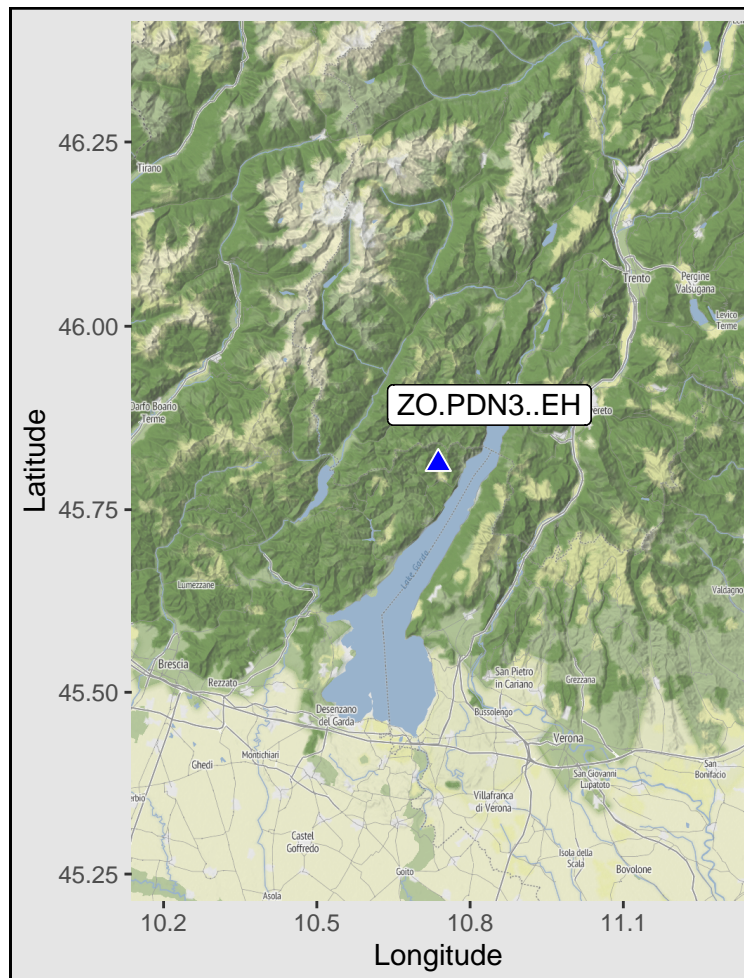 46.25
46.00
45.75
45.50
45.25
Latitude
Tirano
Trento
Pergine
Valsugana
Levico
Terme
Darfo Boario
Terme
ZO.PDN3..EH
Lake Garda
Lumezzane
Valdagno
Brescia
Rezzato
San Pietro
in Cariano
Grezzana
Desenzano
del Garda
Bussolengo
Verona
Montichiari
Ghedi
San
Bonifacio
San Giovanni
Lupatoto
Villafranca
di Verona
Castel
Goffredo
Isola della
Scala
Goito
Bovolone
Asola
10.2
10.5
10.8
11.1
Longitude